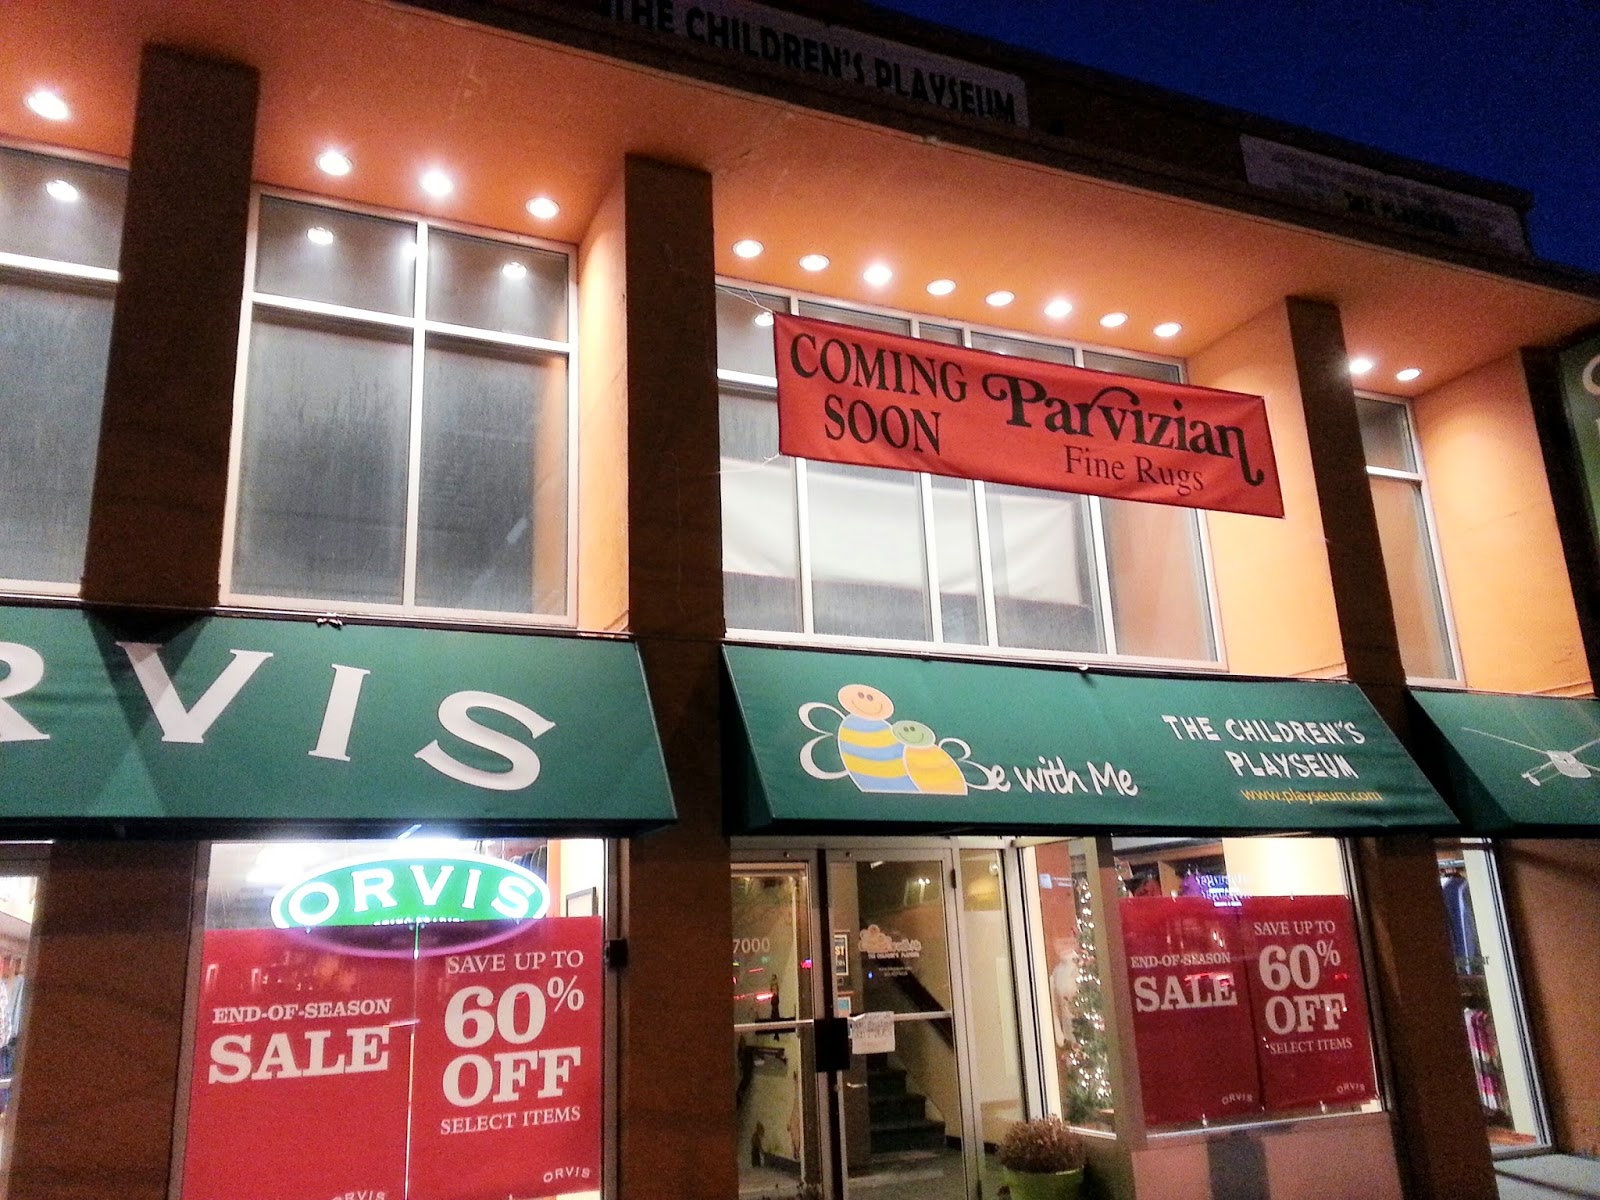 THE CHILDREN'S PLAYSEUM
COMING
SOON
Parvizian
Fine Rugs
RVIS
Be with Me
THE CHILDREN'S
PLAYSEUM
www.playseum.com
ORVIS
END-OF-SEASON
SALE
SAVE UP TO
60%
OFF
SELECT ITEMS
ORVIS
ORVIS
7000
END-OF-SEASON
SALE
SAVE UP TO
60%
OFF
SELECT ITEMS
ORVIS
ORVIS